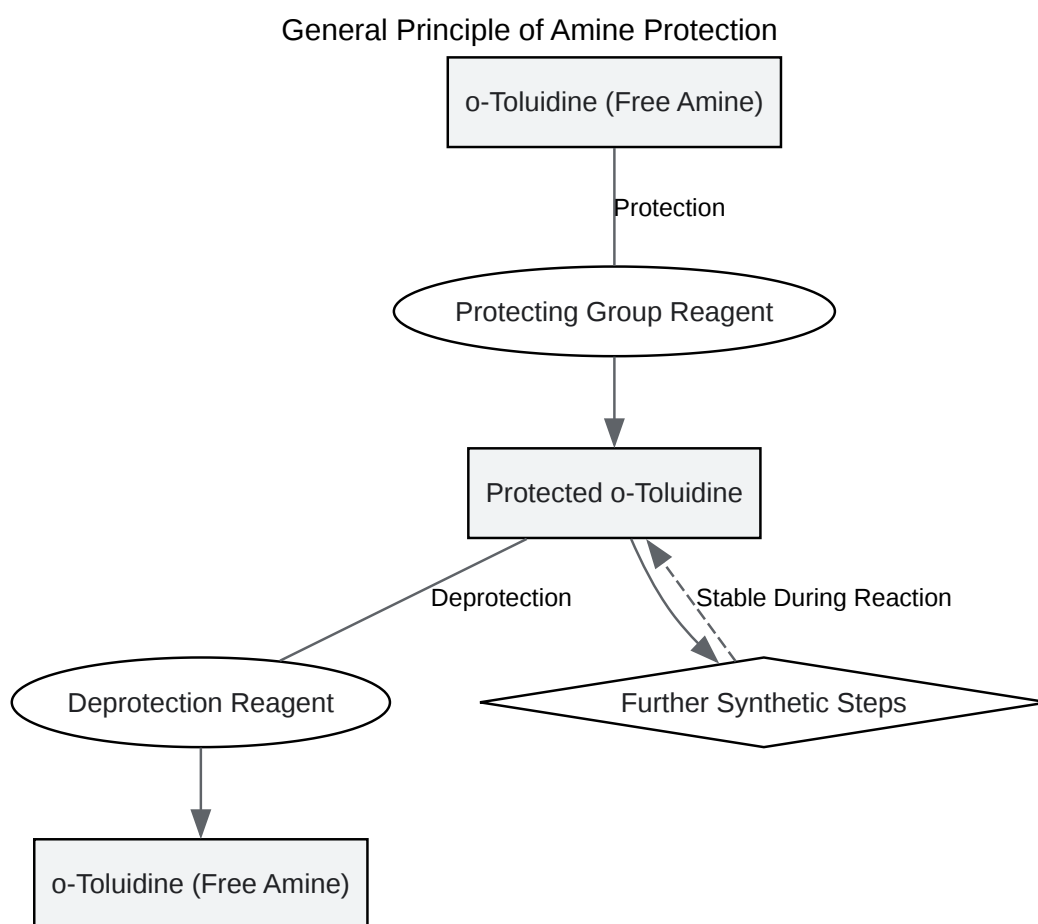 General Principle of Amine Protection
o-Toluidine (Free Amine)
Protection
Protecting Group Reagent
Protected o-Toluidine
Deprotection
Stable During Reaction
Deprotection Reagent
Further Synthetic Steps
o-Toluidine (Free Amine)